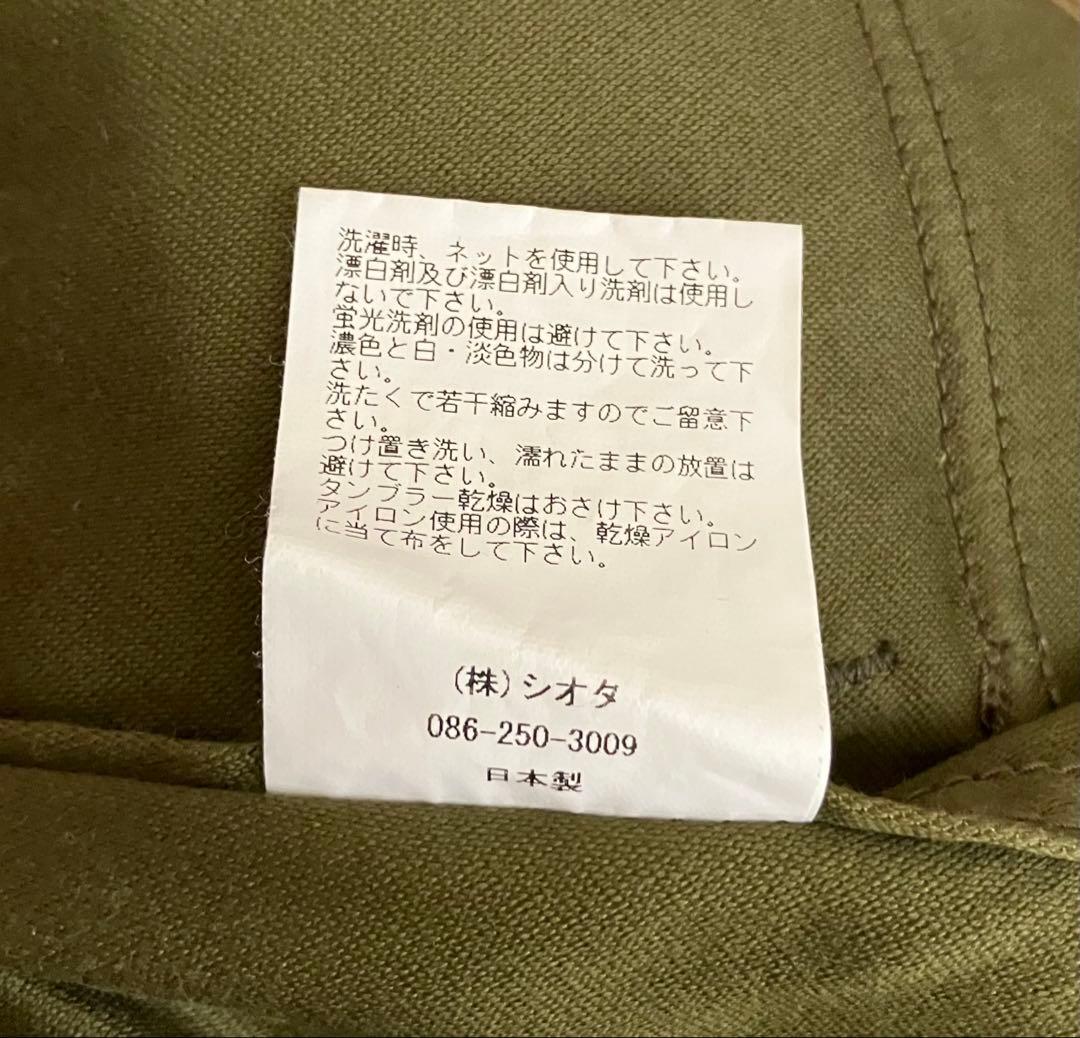 洗濯時、ネットを使用して下さい。
漂白剤及び漂白剤入り洗剤は使用し
ないで下さい。
蛍光洗剤の使用は避けて下さい。
濃色と白・淡色物は分けて洗って下
さい。
洗たくで若干縮みますのでご留意下
さい。
つけ置き洗い、濡れたままの放置は
避けて下さい。
タンブラー乾燥はおさけ下さい。
アイロン使用の際は、乾燥アイロン
に当て布をして下さい。
(株)シオタ
086-250-3009
日本製